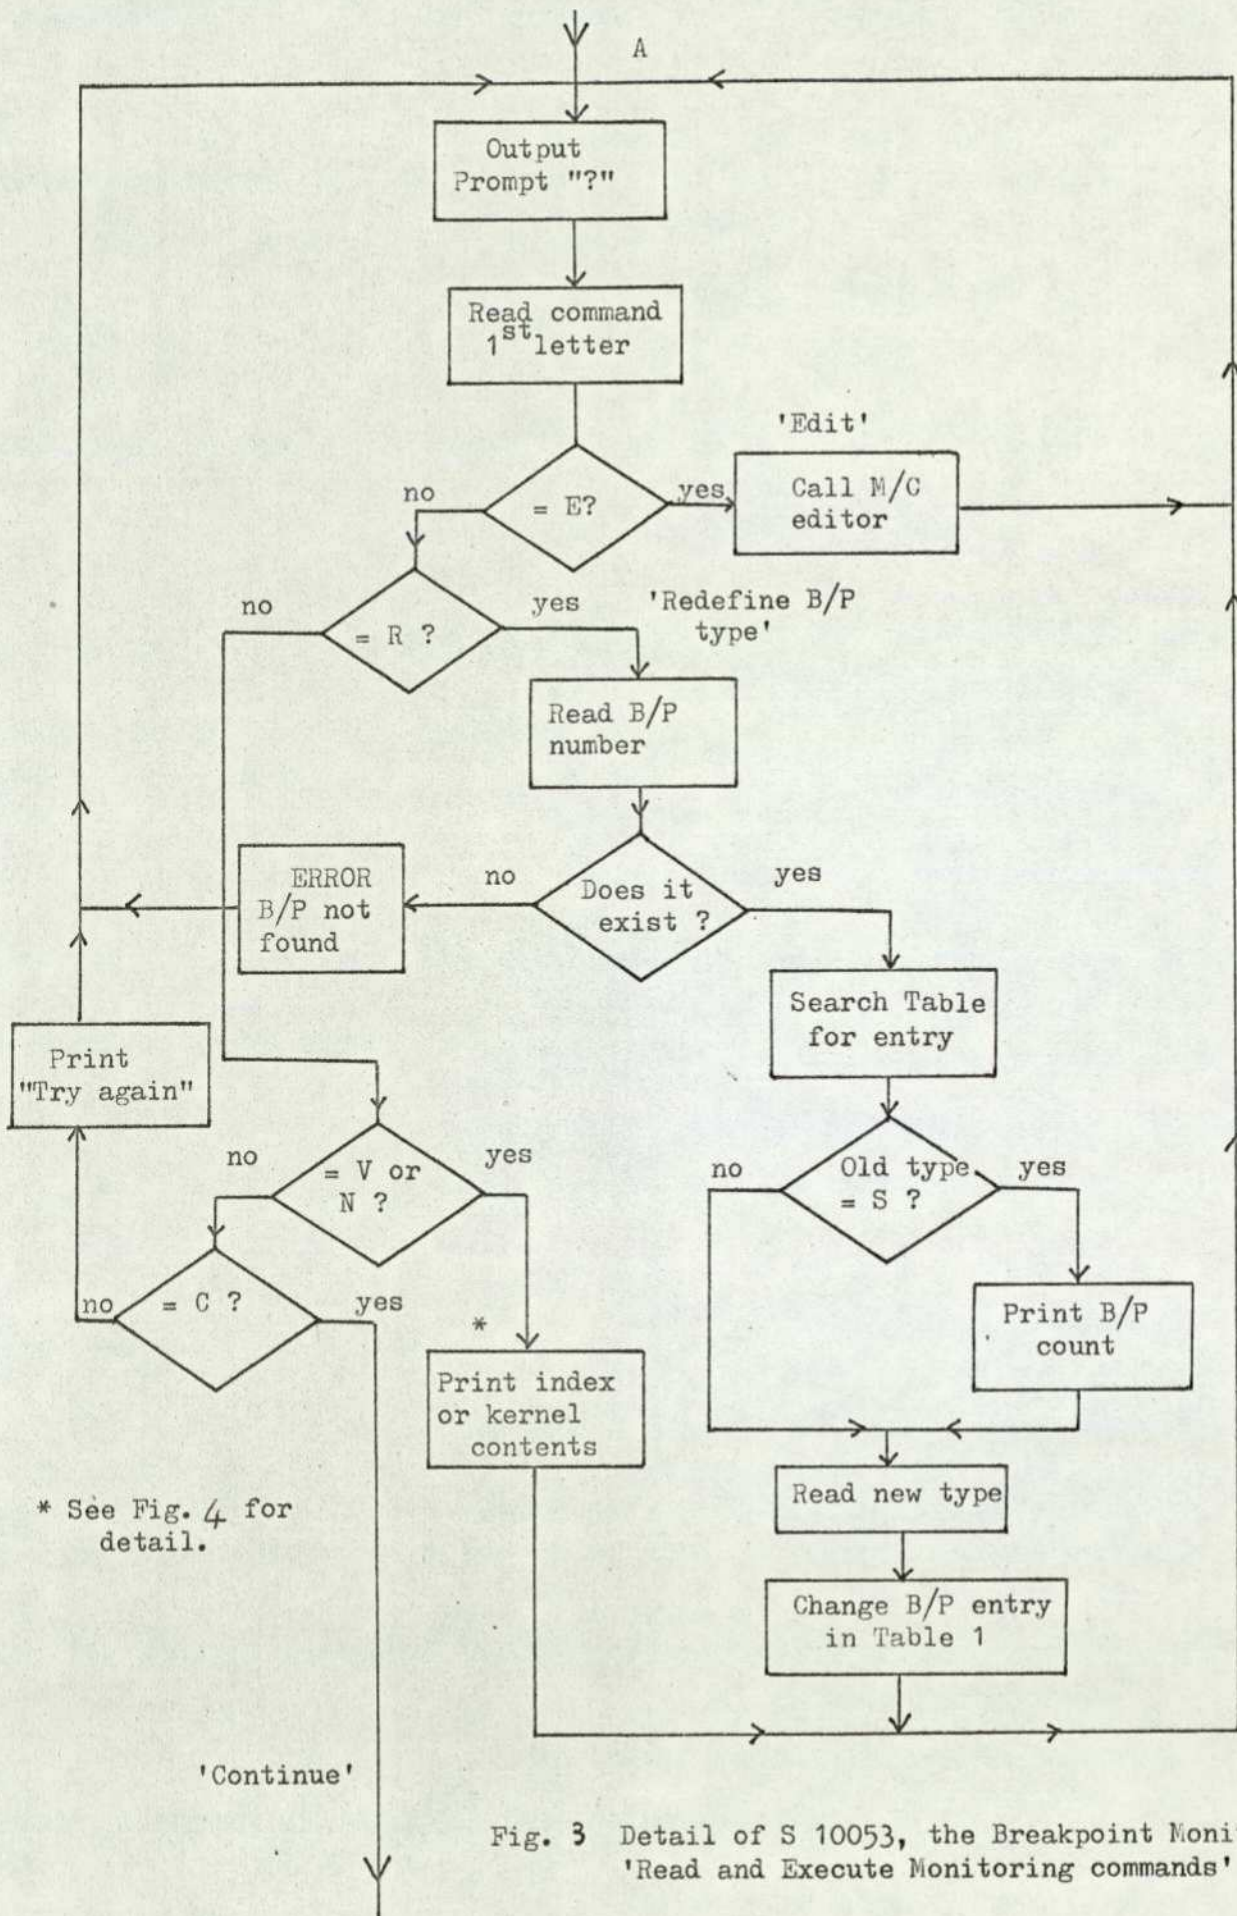 A
Output
Prompt "?"
Read command
1st letter
'Edit'
no
= E?
yes
Call M/C
editor
no
= R ?
yes
'Redefine B/P
type'
Read B/P
number
ERROR
B/P not
found
no
Does it
exist ?
yes
Search Table
for entry
Print
"Try again"
no
= V or
N ?
yes
no
Old type
= S ?
yes
no
= C ?
yes
*
Print B/P
count
Print index
or kernel
contents
* See Fig. 4 for
detail.
Read new type
Change B/P entry
in Table 1
'Continue'
Fig. 3 Detail of S 10053, the Breakpoint
'Read and Execute Monitoring commands'